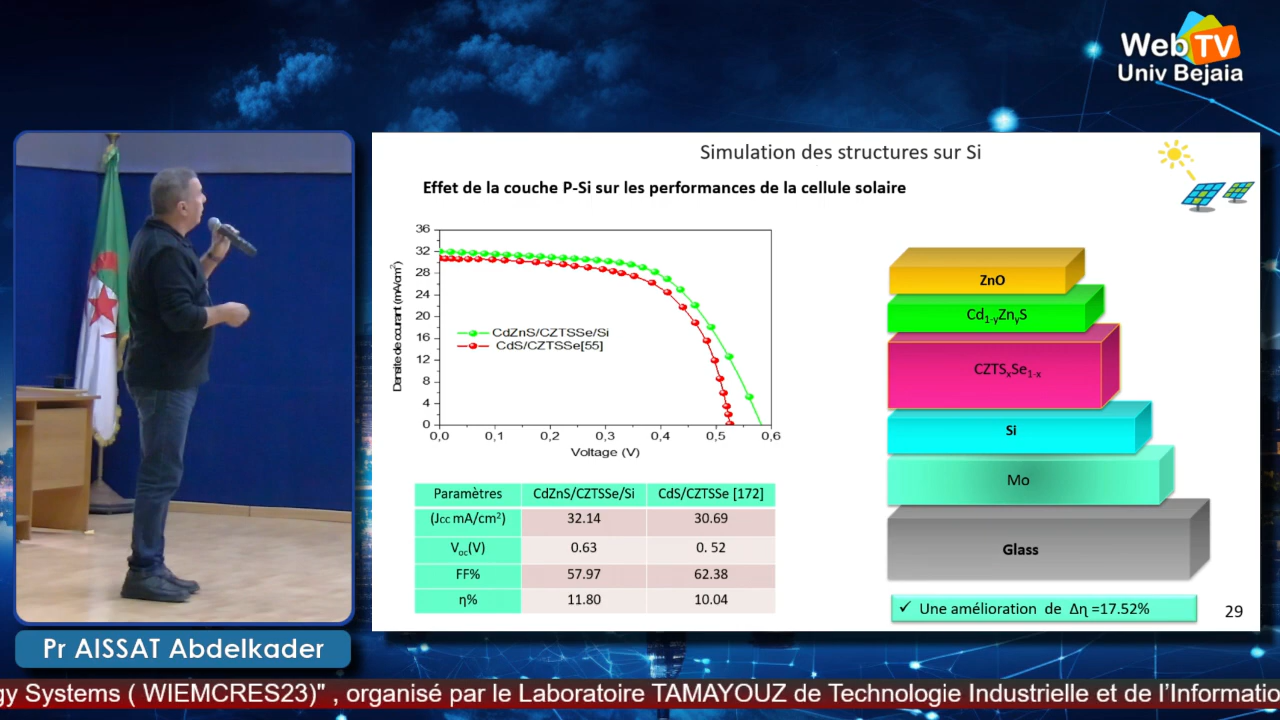 Web TV
Univ Bejaia
Simulation des structures sur Si
Effet de la couche P-Si sur les performances de la cellule solaire
36
32
28
24
20
16
12
8
4
0
Densite de courant (mA/cm²)
CdZnS/CZTSSe/Si
CdS/CZTSSe[55]
0,0 0,1 0,2 0,3 0,4 0,5 0,6
Voltage (V)
Paramètres CdZnS/CZTSSe/Si CdS/CZTSSe [172]
(Jcc mA/cm²) 32.14 30.69
Voc(V) 0.63 0. 52
FF% 57.97 62.38
η% 11.80 10.04
ZnO
Cd1-yZnyS
CZTSxSe1-x
Si
Mo
Glass
✓ Une amélioration de Δη =17.52%
29
Pr AISSAT Abdelkader
gy Systems ( WIEMCRES23)" , organisé par le Laboratoire TAMAYOUZ de Technologie Industrielle et de l'Informatio